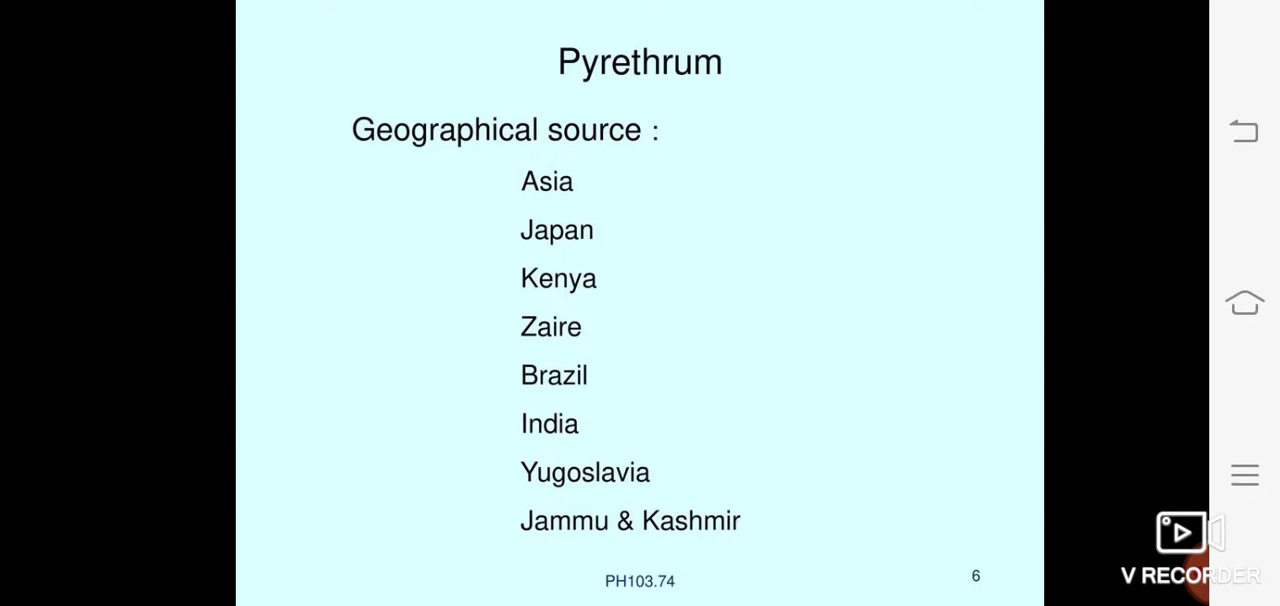 Pyrethrum
Geographical source :
Asia
Japan
Kenya
Zaire
Brazil
India
Yugoslavia
Jammu & Kashmir
PH103.74
6
V RECORDER